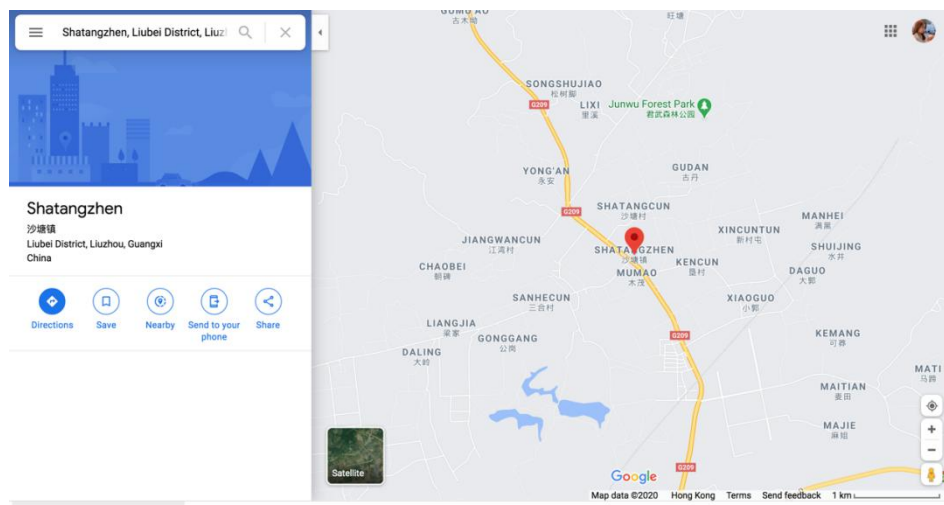 Shatangzhen, Liubei District, Liuz
Shatangzhen
沙塘镇
Liubei District, Liuzhou, Guangxi
China
Directions
Save
Nearby
Send to your
phone
Share
古木
旺塘
SONGSHUJIAO
松树脚
G209
LIXI
里溪
Junwu Forest Park
君武森林公园
YONG'AN
永安
GUDAN
古丹
G209
SHATANGCUN
沙塘村
MANHEI
满黑
XINCUNTUN
新村屯
JIANGWANCUN
江湾村
SHUIJING
水井
SHATANGZHEN
沙塘镇
KENCUN
垦村
CHAOBEI
MUMAO
木茂
DAGUO
大郭
SANHECUN
三合村
XIAOGUO
小郭
LIANGJIA
梁家
GONGGANG
公岗
G209
KEMANG
可莽
DALING
大岭
MATI
马蹄
MAITIAN
麦田
MAJIE
麻姐
Satellite
Google
G209
Map data ©2020
Hong Kong
Terms
Send feedback
1 km